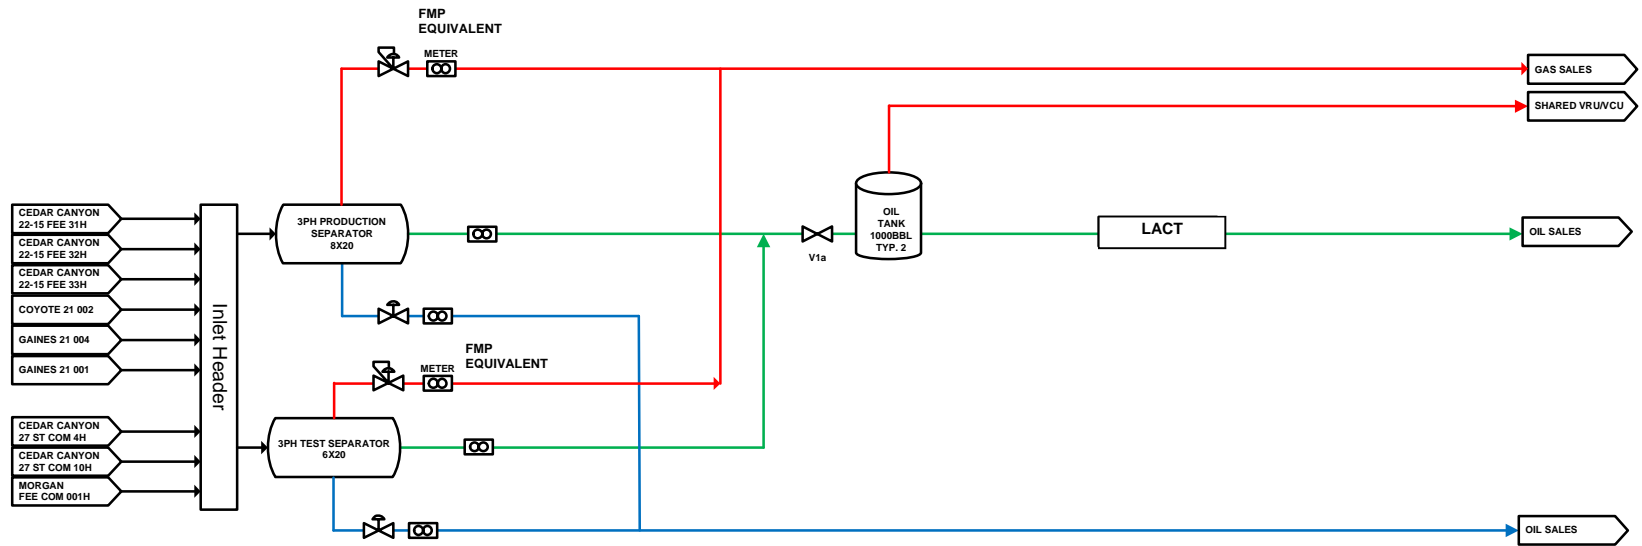 FMP
EQUIVALENT
METER
GAS SALES
SHARED VRU/VCU
CEDAR CANYON
22-15 FEE 31H
CEDAR CANYON
22-15 FEE 32H
CEDAR CANYON
22-15 FEE 33H
COYOTE 21 002
GAINES 21 004
GAINES 21 001
CEDAR CANYON
27 ST COM 4H
CEDAR CANYON
27 ST COM 10H
MORGAN
FEE COM 001H
Inlet Header
3PH PRODUCTION
SEPARATOR
8X20
V1a
OIL
TANK
1000BBL
TYP. 2
LACT
OIL SALES
FMP
EQUIVALENT
METER
3PH TEST SEPARATOR
6X20
OIL SALES